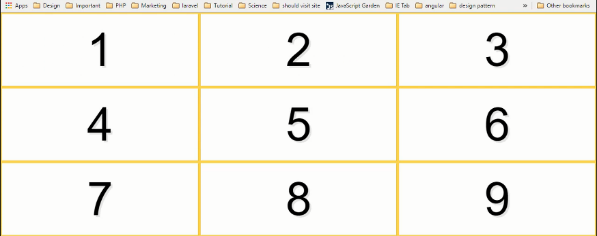 Apps Design Important PHP Marketing laravel Tutorial Science should visit site JavaScript Garden IE Tab angular design pattern » Other bookmarks
1 2 3
4 5 6
7 8 9